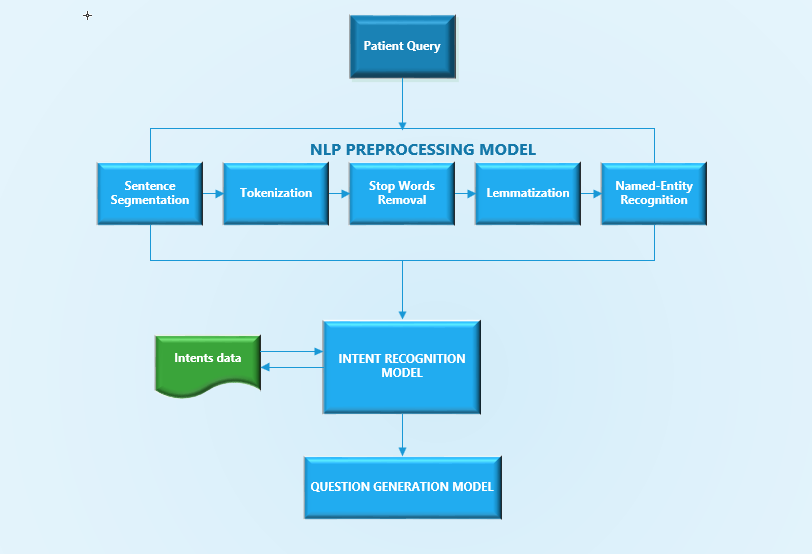 Patient Query
NLP PREPROCESSING MODEL
Sentence
Segmentation
Tokenization
Stop Words
Removal
Lemmatization
Named-Entity
Recognition
Intents data
INTENT RECOGNITION
MODEL
QUESTION GENERATION MODEL